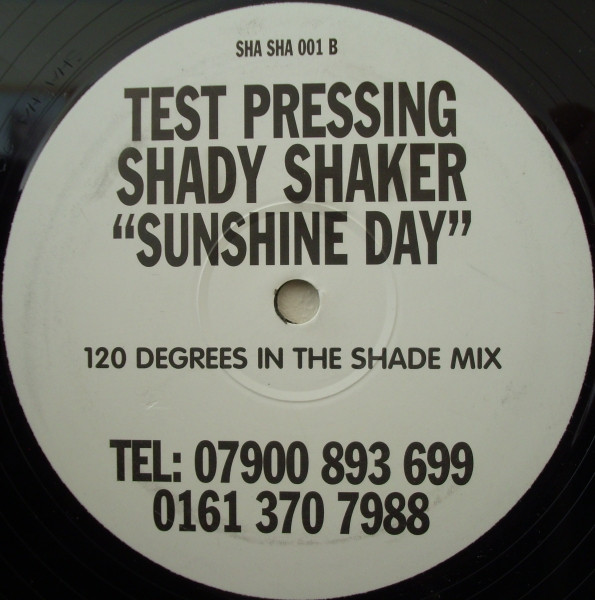 SHA SHA 001 B
TEST PRESSING
SHADY SHAKER
“SUNSHINE DAY”
120 DEGREES IN THE SHADE MIX
TEL: 07900 893 699
0161 370 7988